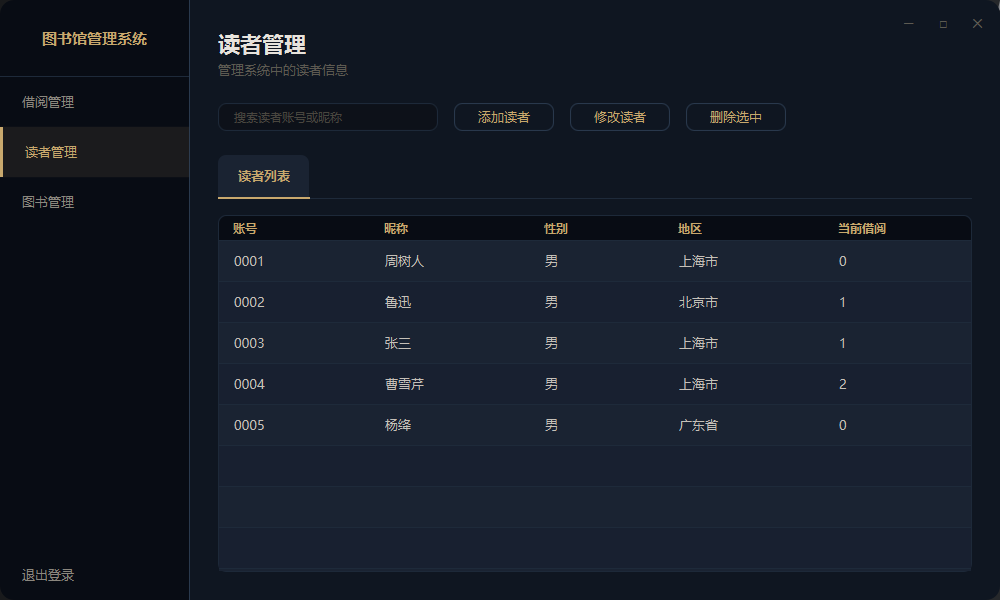 图书馆管理系统
借阅管理
读者管理
图书管理
退出登录
读者管理
管理系统中的读者信息
搜索读者账号或昵称
添加读者
修改读者
删除选中
读者列表
账号 昵称 性别 地区 当前借阅
0001 周树人 男 上海市 0
0002 鲁迅 男 北京市 1
0003 张三 男 上海市 1
0004 曹雪芹 男 上海市 2
0005 杨绛 男 广东省 0